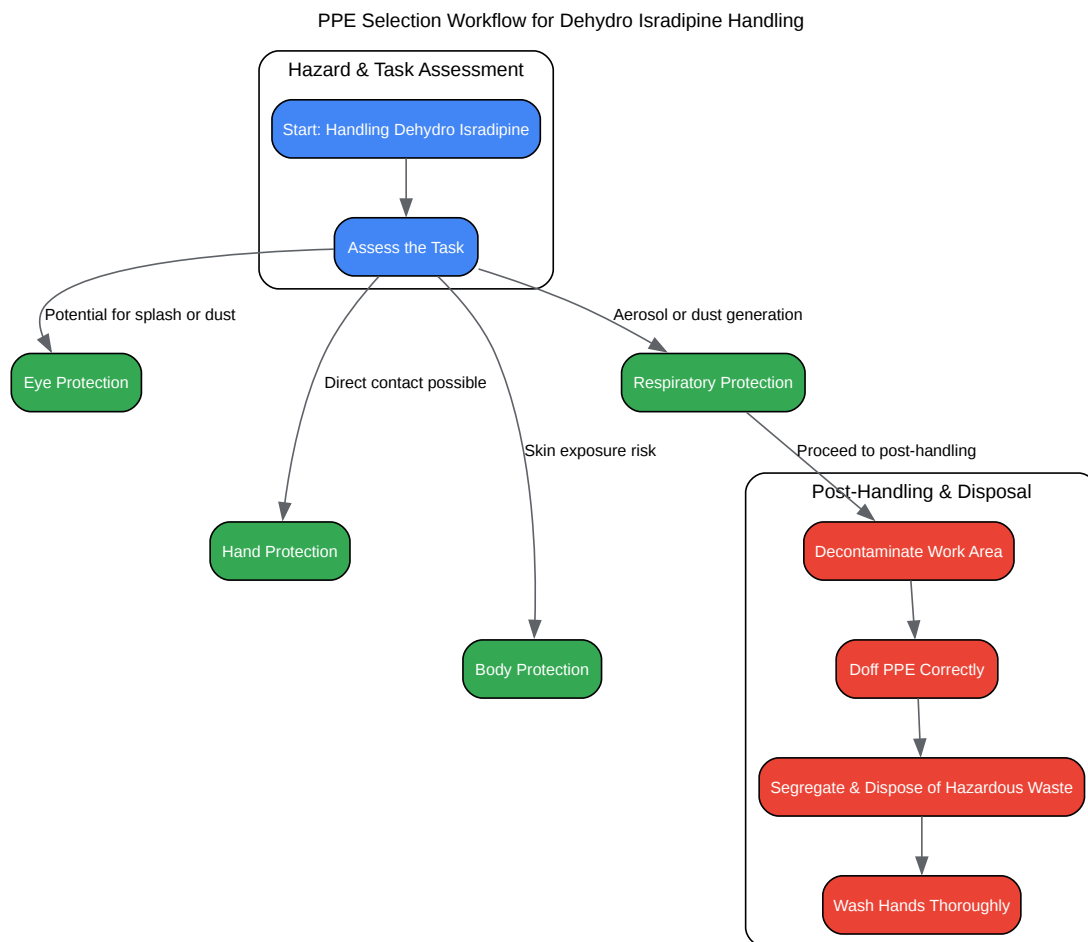 PPE Selection Workflow for Dehydro Isradipine Handling
Hazard & Task Assessment
Start: Handling Dehydro Isradipine
Assess the Task
Potential for splash or dust
Aerosol or dust generation
Eye Protection
Direct contact possible
Respiratory Protection
Skin exposure risk
Proceed to post-handling
Post-Handling & Disposal
Hand Protection
Decontaminate Work Area
Body Protection
Doff PPE Correctly
Segregate & Dispose of Hazardous Waste
Wash Hands Thoroughly